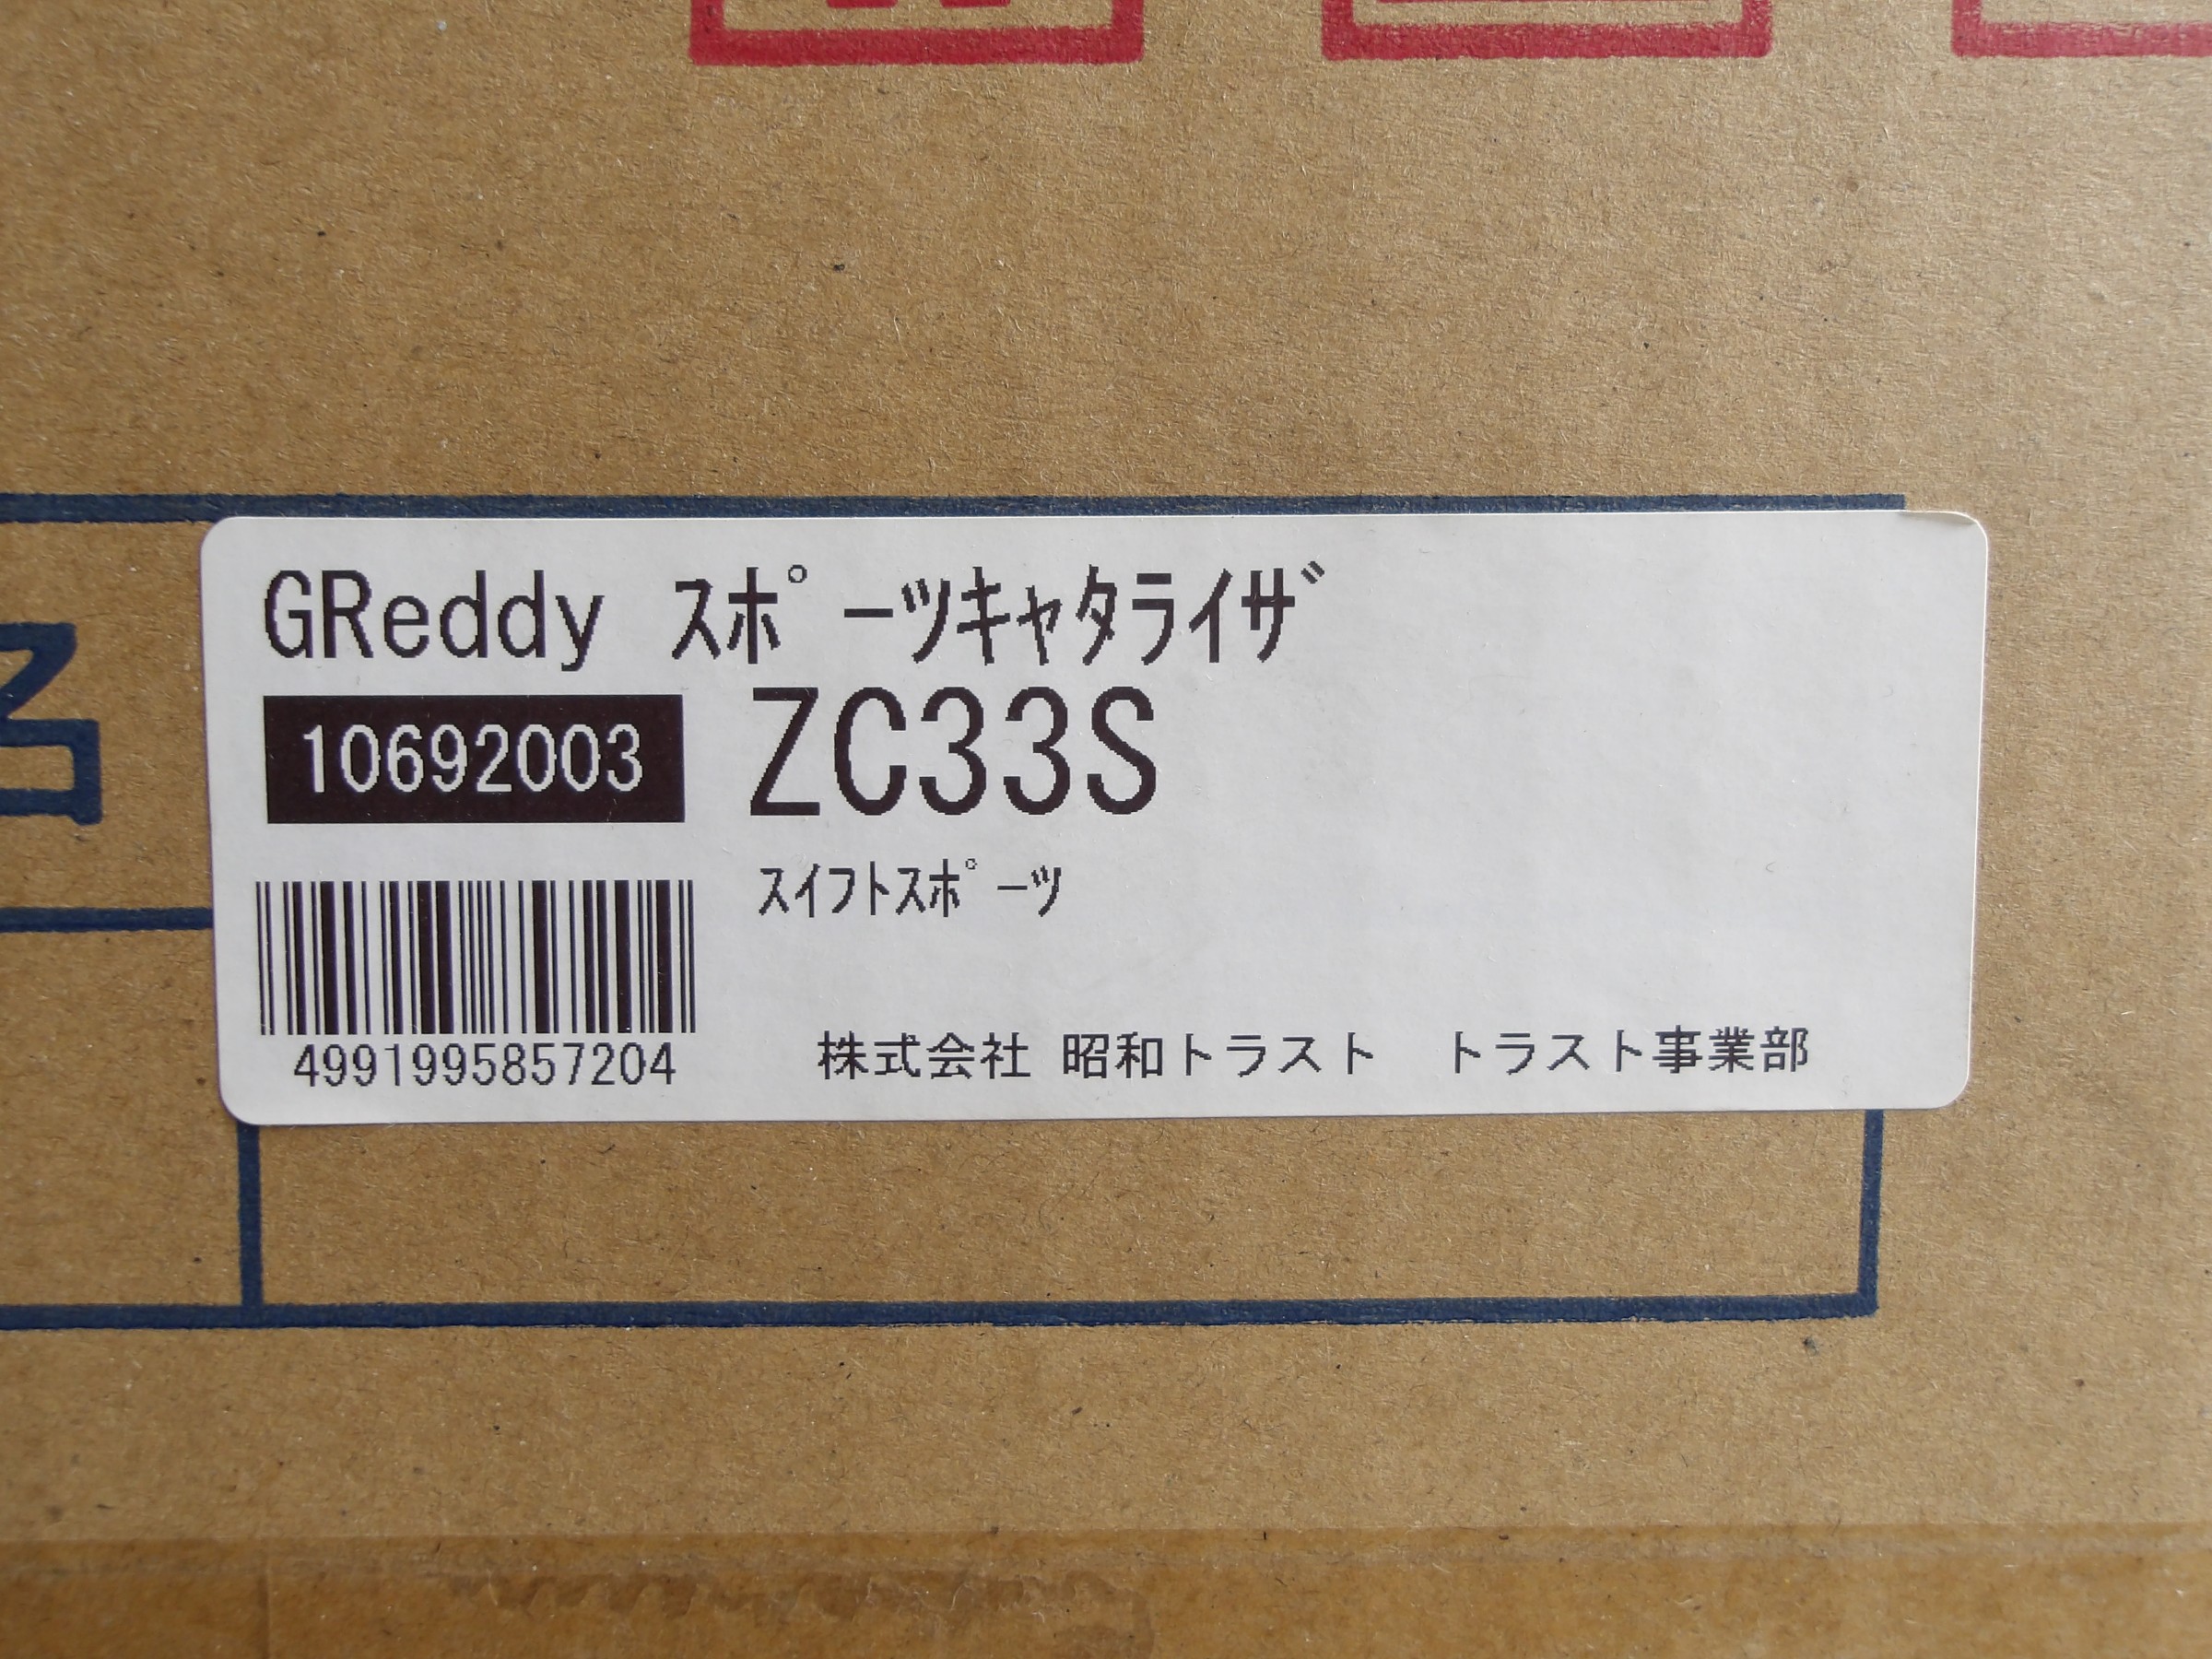 GReddy ｽﾎﾟｰﾂｷｬﾀﾗｲｻﾞ
10692003 ZC33S
ｽｲﾌﾄｽﾎﾟｰﾂ
4991995857204
株式会社 昭和トラスト　トラスト事業部
名